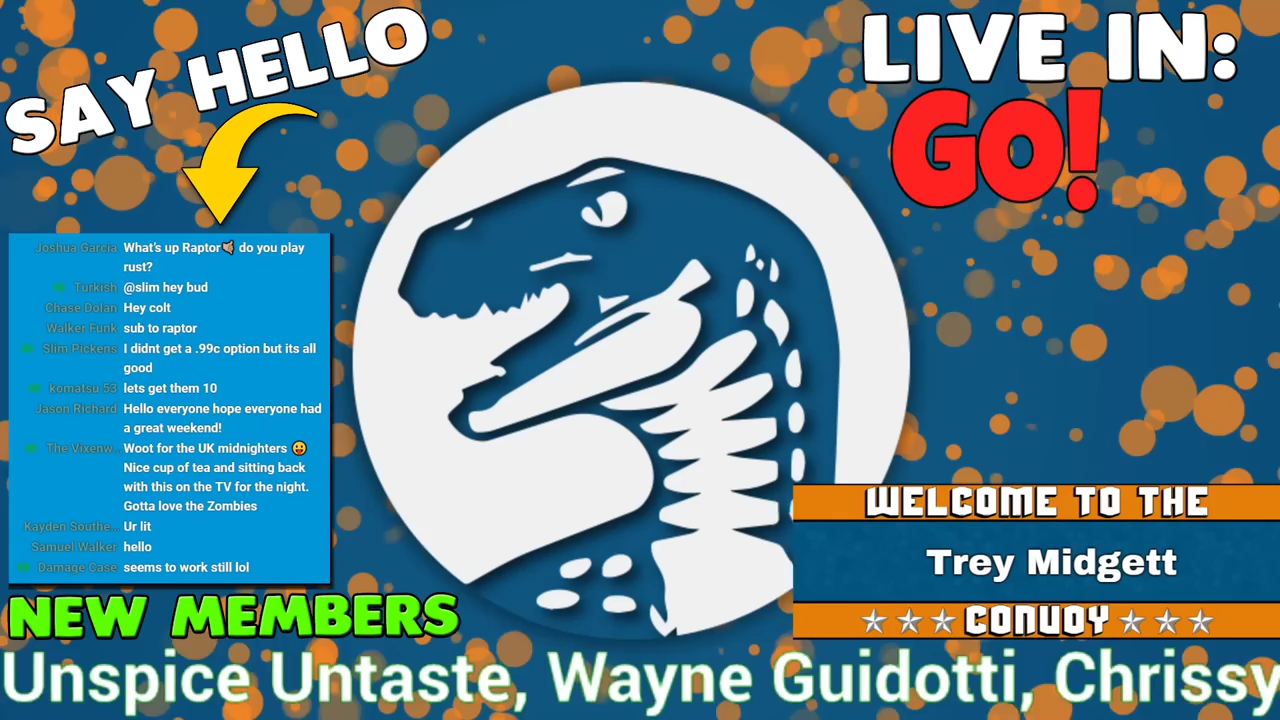 SAY HELLO
LIVE IN:
GO!
Joshua Garcia What's up Raptor do you play
rust?
Turkish @slim hey bud
Chase Dolan Hey colt
Walker Funk sub to raptor
Slim Pickens I didnt get a .99c option but its all
good
komatsu 53 lets get them 10
Jason Richard Hello everyone hope everyone had
a great weekend!
The Vixenw... Woot for the UK midnighters 😛
Nice cup of tea and sitting back
with this on the TV for the night.
Gotta love the Zombies
Kayden Southe... Ur lit
Samuel Walker hello
Damage Case seems to work still lol
WELCOME TO THE
Trey Midgett
CONVOY
NEW MEMBERS
Unspice Untaste, Wayne Guidotti, Chrissy